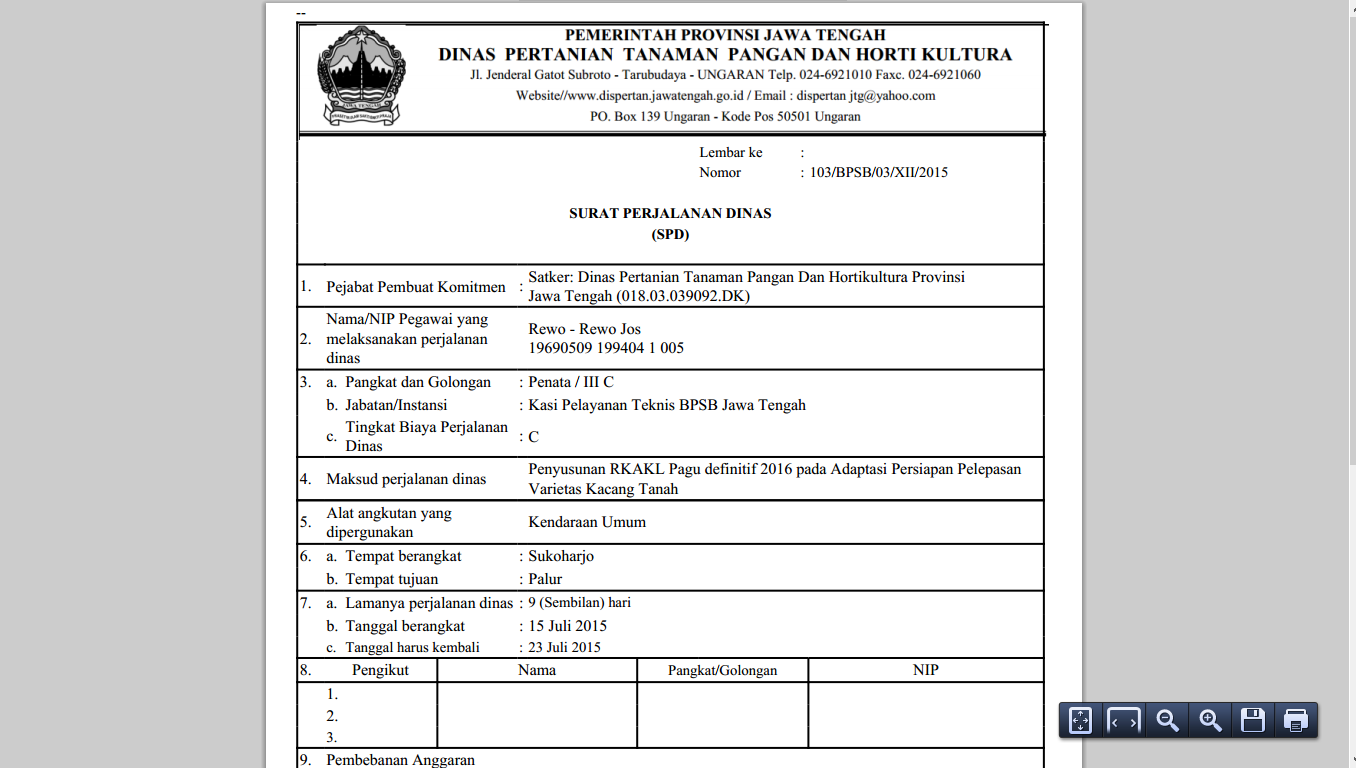 --
PEMERINTAH PROVINSI JAWA TENGAH
DINAS PERTANIAN TANAMAN PANGAN DAN HORTI KULTURA
Jl. Jenderal Gatot Subroto - Tarubudaya - UNGARAN Telp. 024-6921010 Faxc. 024-6921060
Website//www.dispertan.jawatengah.go.id / Email : dispertan jtg@yahoo.com
PO. Box 139 Ungaran - Kode Pos 50501 Ungaran
JAWA TENGAH
Lembar ke :
Nomor : 103/BPSB/03/XII/2015
SURAT PERJALANAN DINAS
(SPD)
1. Pejabat Pembuat Komitmen : Satker: Dinas Pertanian Tanaman Pangan Dan Hortikultura Provinsi
Jawa Tengah (018.03.039092.DK)
2. Nama/NIP Pegawai yang
melaksanakan perjalanan
dinas
Rewo - Rewo Jos
19690509 199404 1 005
3. a. Pangkat dan Golongan : Penata / III C
b. Jabatan/Instansi : Kasi Pelayanan Teknis BPSB Jawa Tengah
c. Tingkat Biaya Perjalanan
Dinas : C
4. Maksud perjalanan dinas Penyusunan RKAKL Pagu definitif 2016 pada Adaptasi Persiapan Pelepasan
Varietas Kacang Tanah
5. Alat angkutan yang
dipergunakan Kendaraan Umum
6. a. Tempat berangkat : Sukoharjo
b. Tempat tujuan : Palur
7. a. Lamanya perjalanan dinas : 9 (Sembilan) hari
b. Tanggal berangkat : 15 Juli 2015
c. Tanggal harus kembali : 23 Juli 2015
8. Pengikut Nama Pangkat/Golongan NIP
1.
2.
3.
9. Pembebanan Anggaran